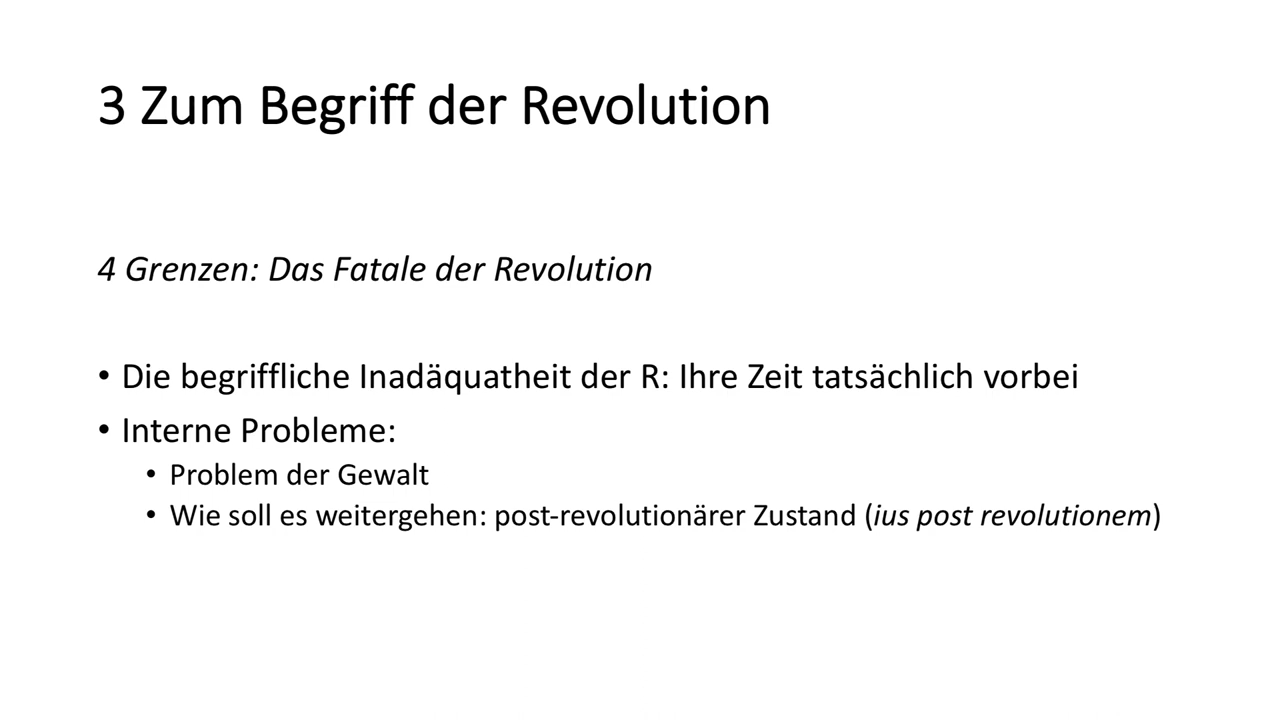 3 Zum Begriff der Revolution
4 Grenzen: Das Fatale der Revolution
• Die begriffliche Inadäquatheit der R: Ihre Zeit tatsächlich vorbei
• Interne Probleme:
• Problem der Gewalt
• Wie soll es weitergehen: post-revolutionärer Zustand (ius post revolutionem)